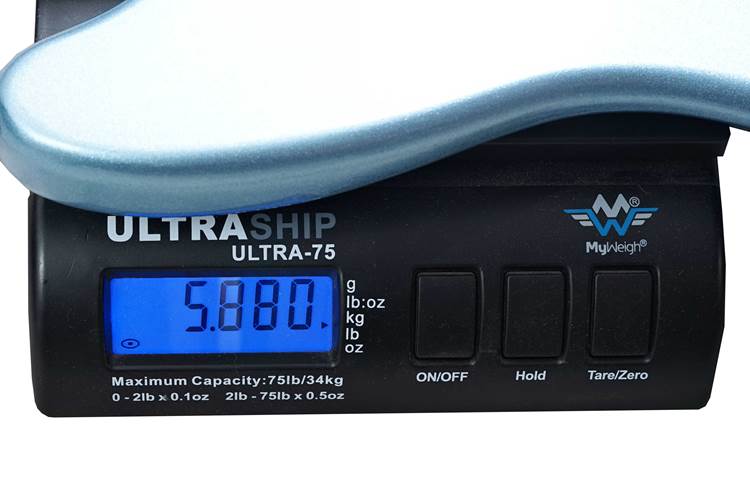 ULTRASHIP
ULTRA-75
MW®
MyWeigh®
5.880
g
lb:oz
kg
lb
oz
ON/OFF
Hold
Tare/Zero
Maximum Capacity:75lb/34kg
0 - 2lb x 0.1oz 2lb - 75lb x 0.5oz